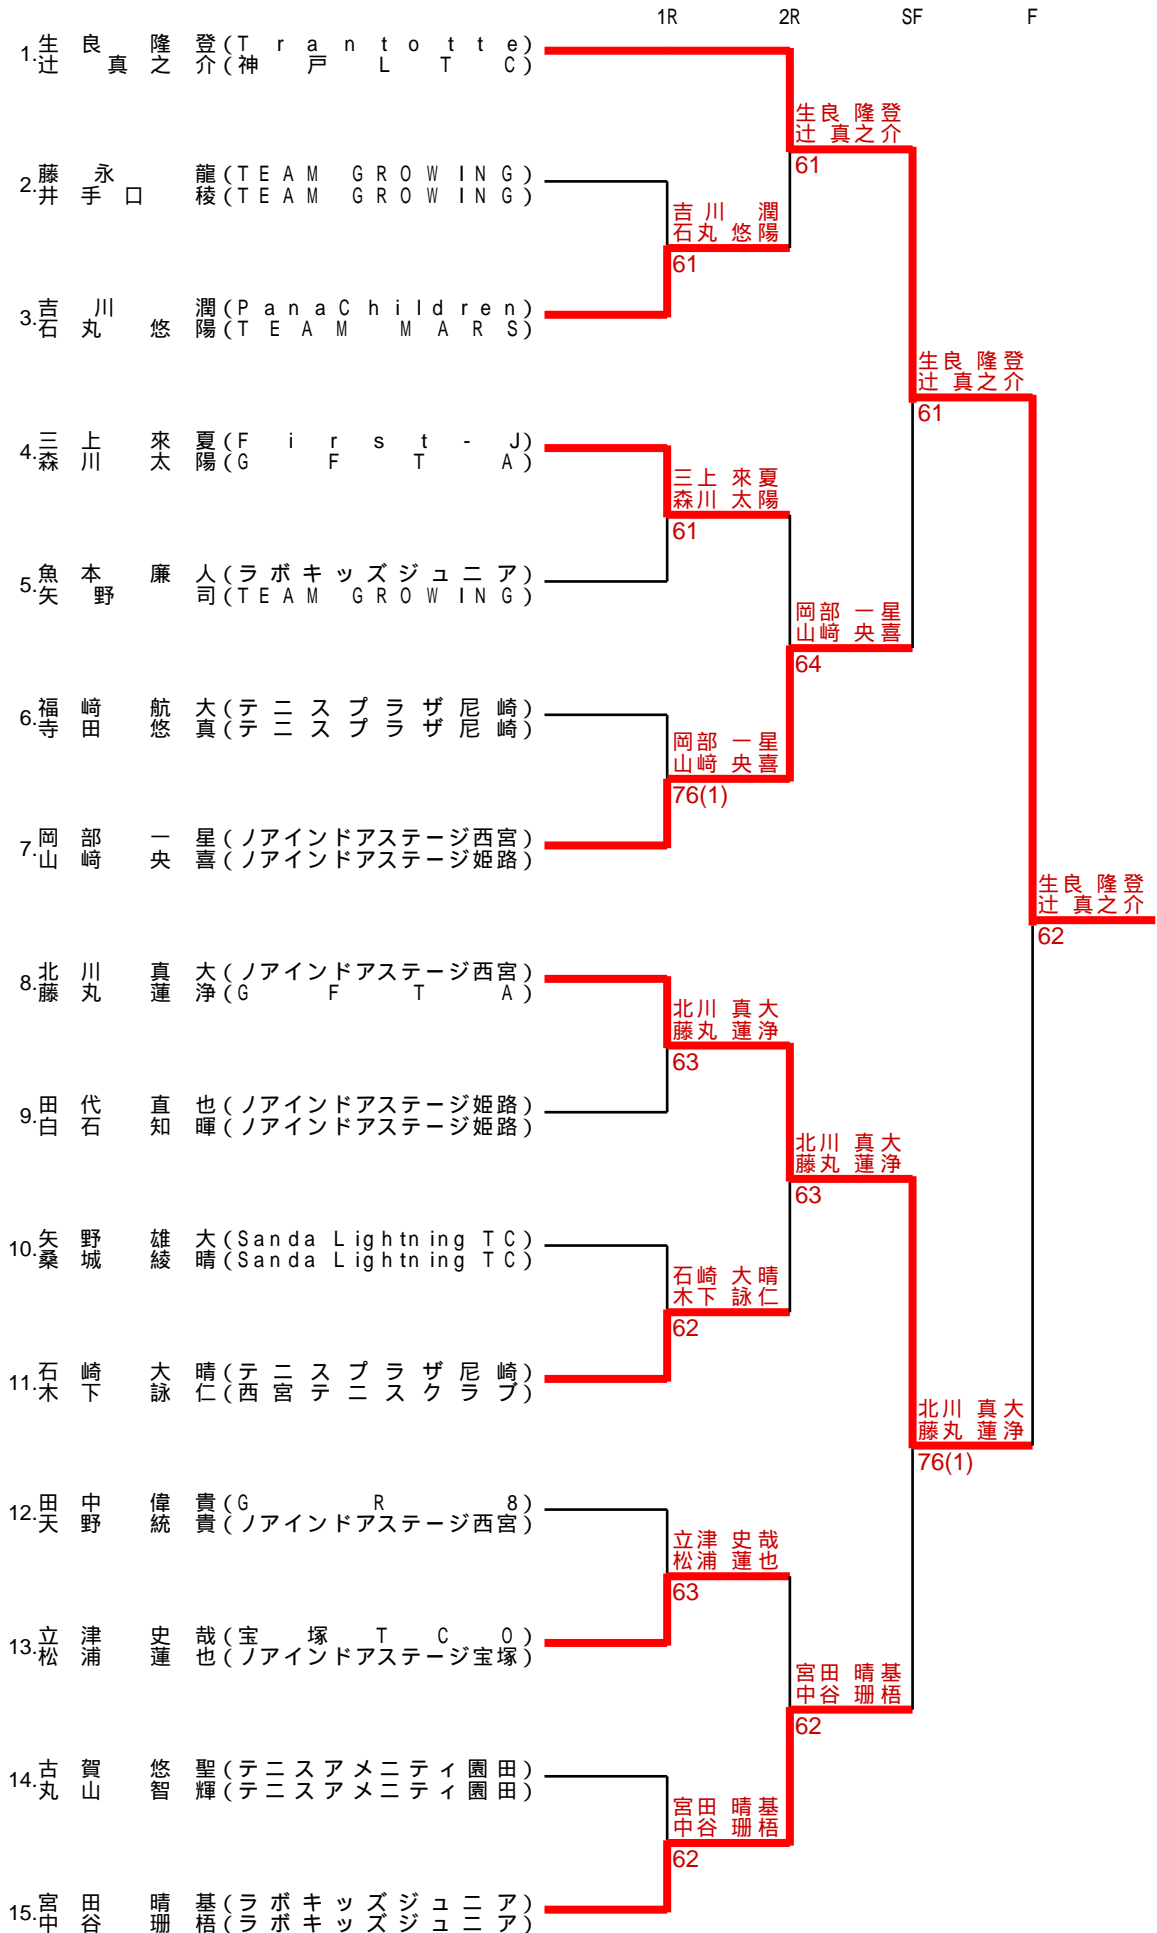 1R 2R SF F
1. 生良 隆登 (Trantotte)
辻 真之介 (神戸LTC)
生良 隆登
辻 真之介
61
2. 藤永 龍 (TEAM GROWING)
井手口 稜 (TEAM GROWING)
吉川 潤
石丸 悠陽
61
3. 吉川 潤 (PanaChildren)
石丸 悠陽 (TEAM MARS)
生良 隆登
辻 真之介
61
4. 三上 來夏 (First-J)
森川 太陽 (GFTA)
三上 來夏
森川 太陽
61
5. 魚本 廉人 (ラボキッズジュニア)
矢野 司 (TEAM GROWING)
岡部 一星
山﨑 央喜
64
6. 福﨑 航大 (テニスプラザ尼崎)
寺田 悠真 (テニスプラザ尼崎)
岡部 一星
山﨑 央喜
76(1)
7. 岡部 一星 (ノアインドアステージ西宮)
山﨑 央喜 (ノアインドアステージ姫路)
生良 隆登
辻 真之介
62
8. 北川 真大 (ノアインドアステージ西宮)
藤丸 蓮浄 (GFTA)
北川 真大
藤丸 蓮浄
63
9. 田代 直也 (ノアインドアステージ姫路)
白石 知暉 (ノアインドアステージ姫路)
北川 真大
藤丸 蓮浄
63
10. 矢野 雄大 (Sanda Lightning TC)
桑城 綾晴 (Sanda Lightning TC)
石崎 大晴
木下 詠仁
62
11. 石崎 大晴 (テニスプラザ尼崎)
木下 詠仁 (西宮テニスクラブ)
北川 真大
藤丸 蓮浄
76(1)
12. 田中 偉貴 (GR8)
天野 統貴 (ノアインドアステージ西宮)
立津 史哉
松浦 蓮也
63
13. 立津 史哉 (宝塚TCO)
松浦 蓮也 (ノアインドアステージ宝塚)
宮田 晴基
中谷 珊梧
62
14. 古賀 悠聖 (テニスアメニティ園田)
丸山 智輝 (テニスアメニティ園田)
宮田 晴基
中谷 珊梧
62
15. 宮田 晴基 (ラボキッズジュニア)
中谷 珊梧 (ラボキッズジュニア)